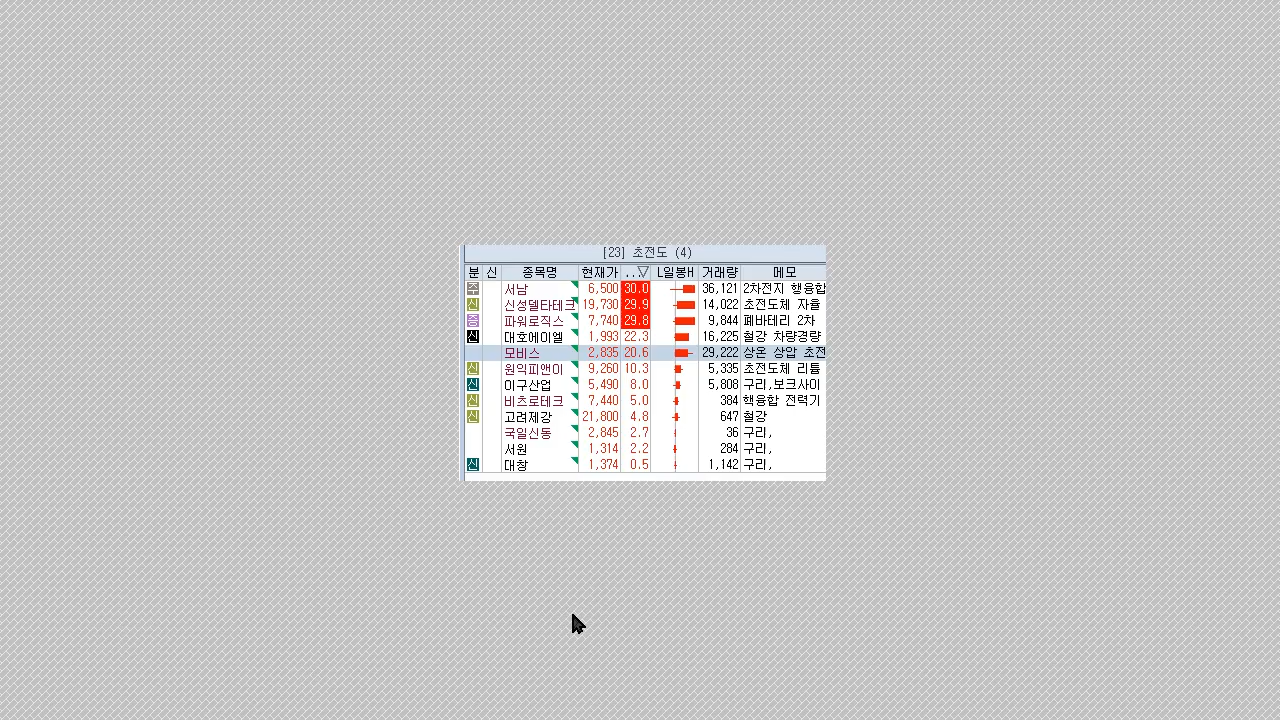 [23] 초전도 (4)
분 신 종목명 현재가 ..▽ L일봉H 거래량 메모
주 서남 6,500 30.0 36,121 2차전지 핵융합
신 신성델타테크 19,730 29.9 14,022 초전도체 자율
증 파워로직스 7,740 29.8 9,844 폐바테리 2차
신 대호에이엘 1,993 22.3 16,225 철강 차량경량
모비스 2,835 20.6 29,222 상온 상압 초전
신 원익피앤이 9,260 10.3 5,335 초전도체 리튬
신 이구산업 5,490 8.0 5,808 구리,보크사이
신 비츠로테크 7,440 5.0 384 핵융합 전력기
신 고려제강 21,800 4.8 647 철강
국일신동 2,845 2.7 36 구리,
서원 1,314 2.2 284 구리,
신 대창 1,374 0.5 1,142 구리,